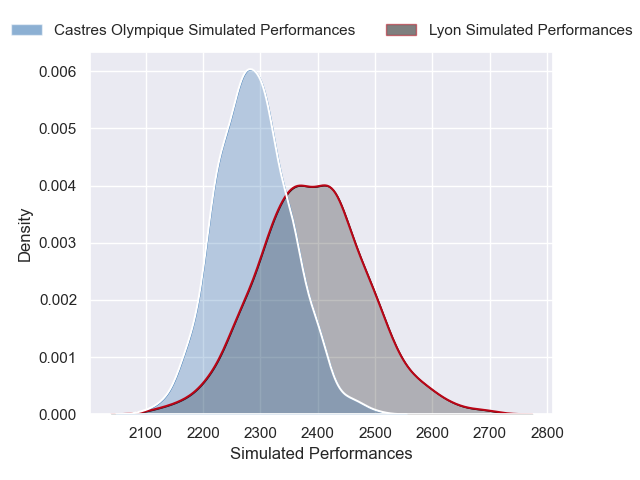 Castres Olympique Simulated Performances
Lyon Simulated Performances
0.006
0.005
0.004
0.003
0.002
0.001
0.000
Density
2100 2200 2300 2400 2500 2600 2700 2800
Simulated Performances